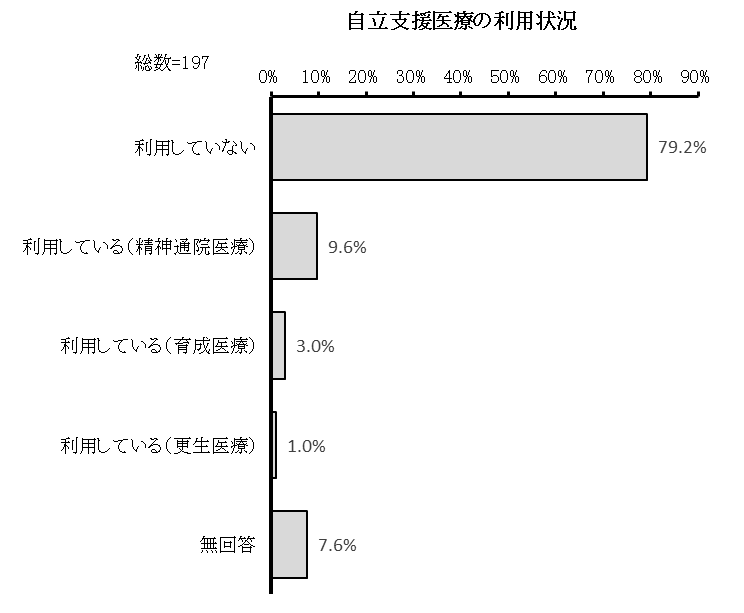 自立支援医療の利用状況
総数=197
0% 10% 20% 30% 40% 50% 60% 70% 80% 90%
利用していない 79.2%
利用している(精神通院医療) 9.6%
利用している(育成医療) 3.0%
利用している(更生医療) 1.0%
無回答 7.6%